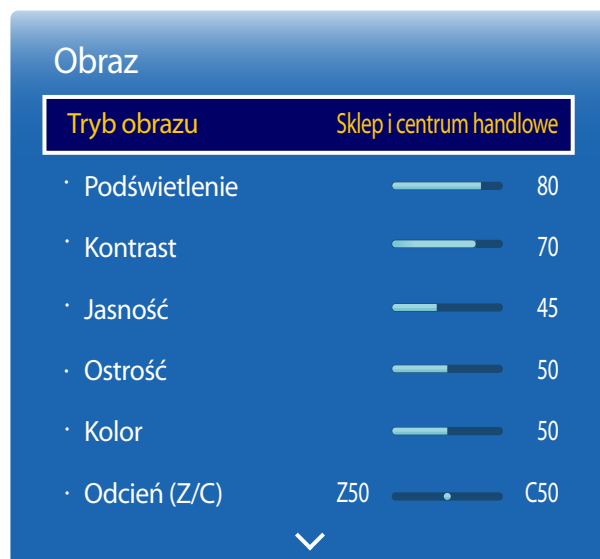 Obraz
Tryb obrazu Sklep i centrum handlowe
· Podświetlenie 80
· Kontrast 70
· Jasność 45
· Ostrość 50
· Kolor 50
· Odcień (Z/C) Z50 C50